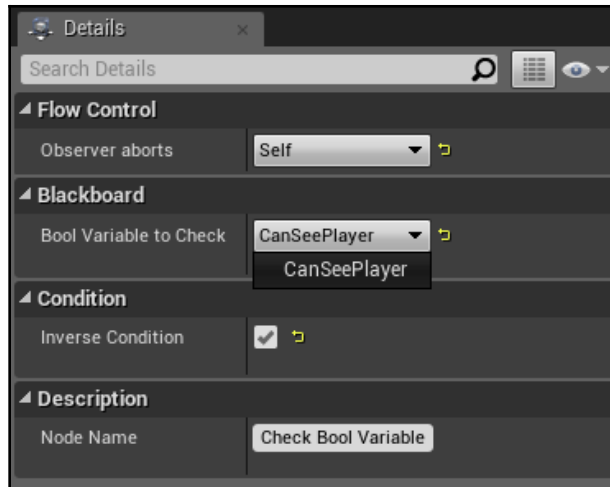 Details
Search Details
Flow Control
Observer aborts Self
Blackboard
Bool Variable to Check CanSeePlayer
CanSeePlayer
Condition
Inverse Condition
Description
Node Name Check Bool Variable